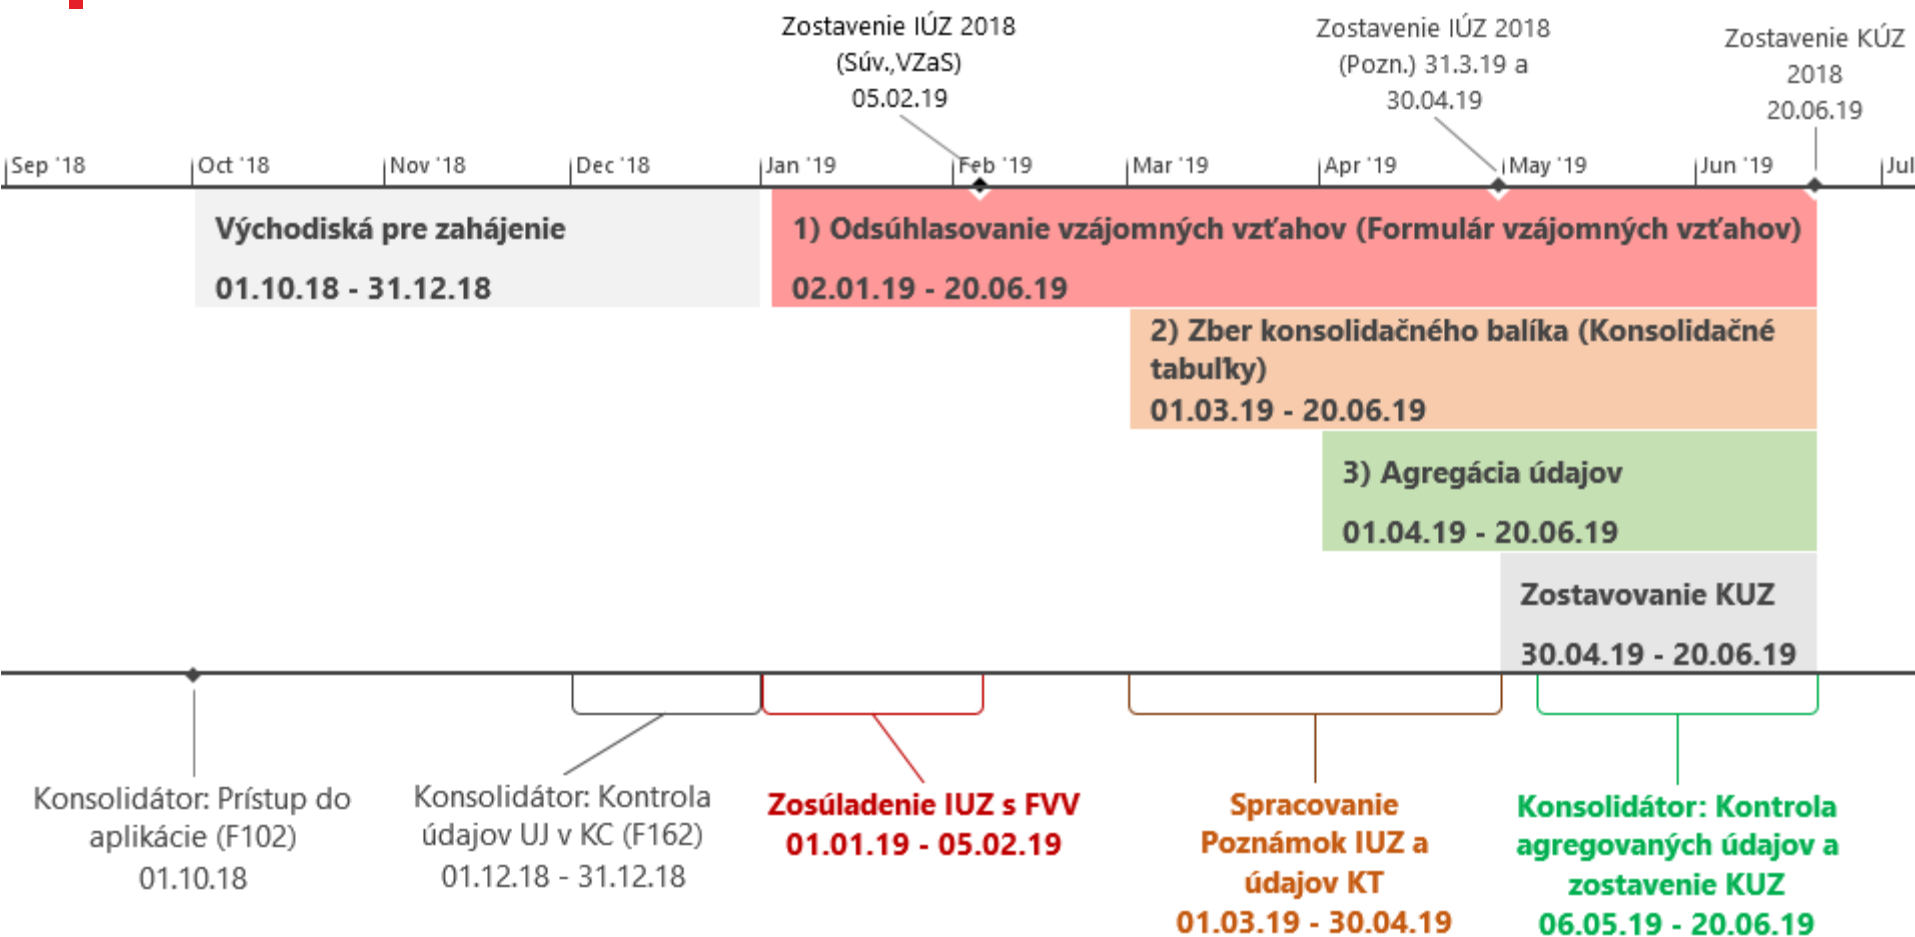 Zostavenie IÚZ 2018
(Súv.,VZaS)
05.02.19
Zostavenie IÚZ 2018
(Pozn.) 31.3.19 a
30.04.19
Zostavenie KÚZ
2018
20.06.19
Sep '18
Oct '18
Nov '18
Dec '18
Jan '19
Feb '19
Mar '19
Apr '19
May '19
Jun '19
Jul
Východiská pre zahájenie
01.10.18 - 31.12.18
1) Odsúhlasovanie vzájomných vzťahov (Formulár vzájomných vzťahov)
02.01.19 - 20.06.19
2) Zber konsolidačného balíka (Konsolidačné
tabuľky)
01.03.19 - 20.06.19
3) Agregácia údajov
01.04.19 - 20.06.19
Zostavovanie KUZ
30.04.19 - 20.06.19
Konsolidátor: Prístup do
aplikácie (F102)
01.10.18
Konsolidátor: Kontrola
údajov UJ v KC (F162)
01.12.18 - 31.12.18
Zosúladenie IUZ s FVV
01.01.19 - 05.02.19
Spracovanie
Poznámok IUZ a
údajov KT
01.03.19 - 30.04.19
Konsolidátor: Kontrola
agregovaných údajov a
zostavenie KUZ
06.05.19 - 20.06.19